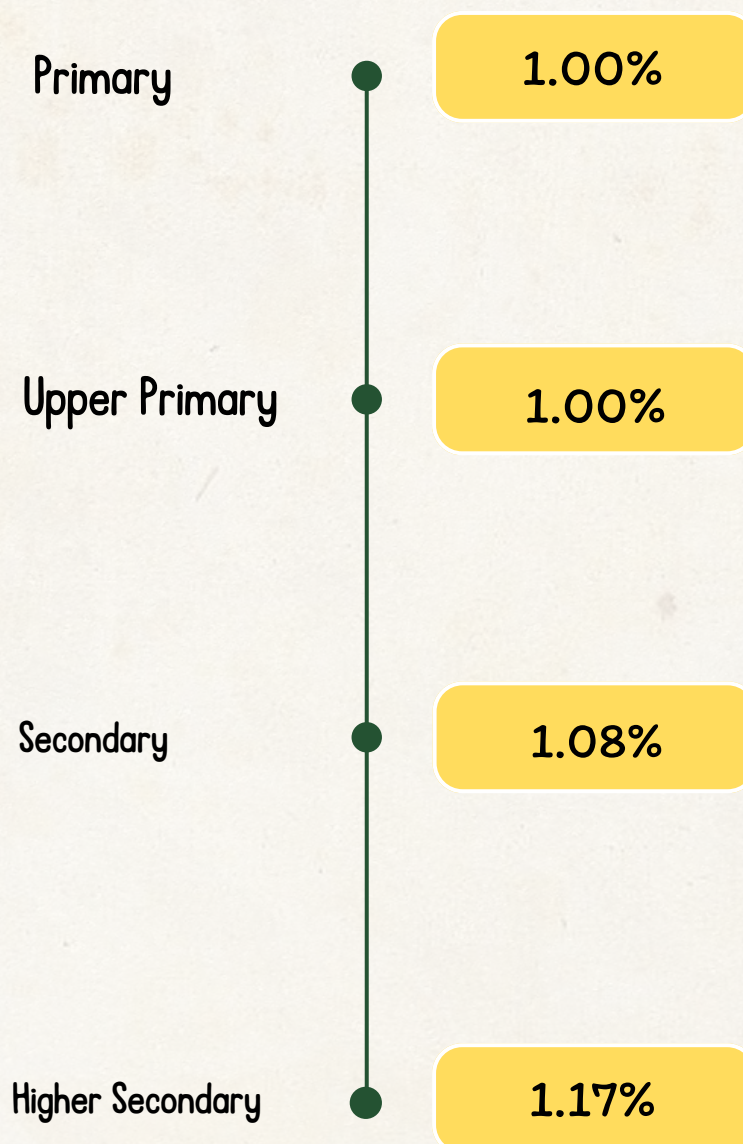 Primary
1.00%
Upper Primary
1.00%
Secondary
1.08%
Higher Secondary
1.17%